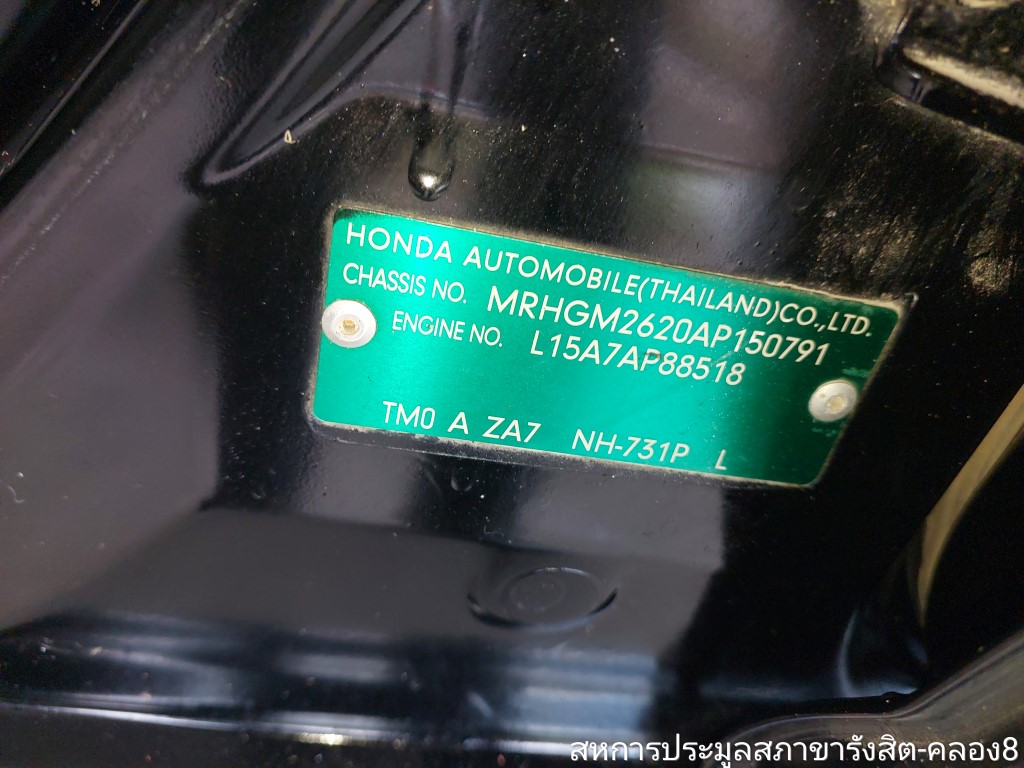 HONDA AUTOMOBILE(THAILAND)CO.,LTD.
CHASSIS NO. MRHGM2620AP150791
ENGINE NO. L15A7AP88518
TM0 A ZA7 NH-731P L
สหการประมูลสภาขารังสิต-คลอง8